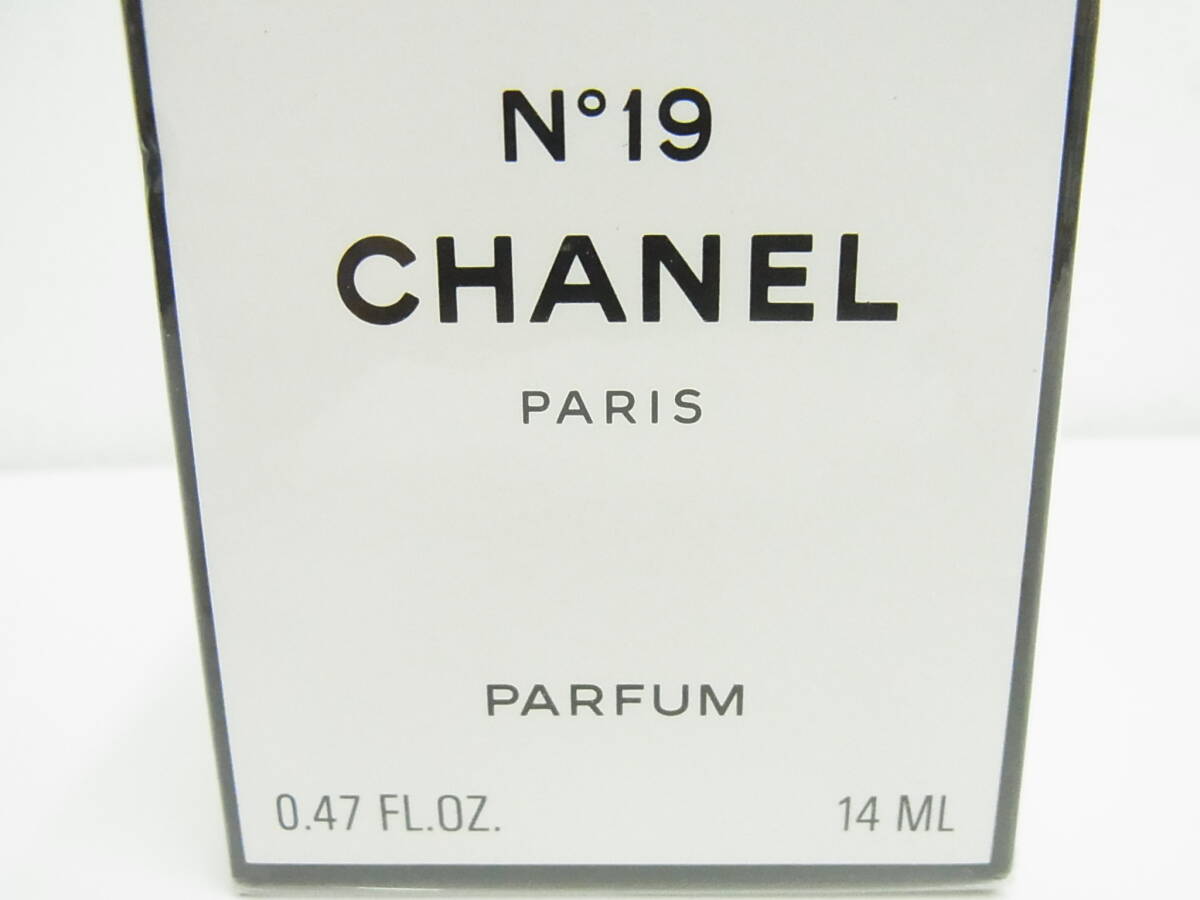 N°19
CHANEL
PARIS
PARFUM
0.47 FL.OZ. 14 ML